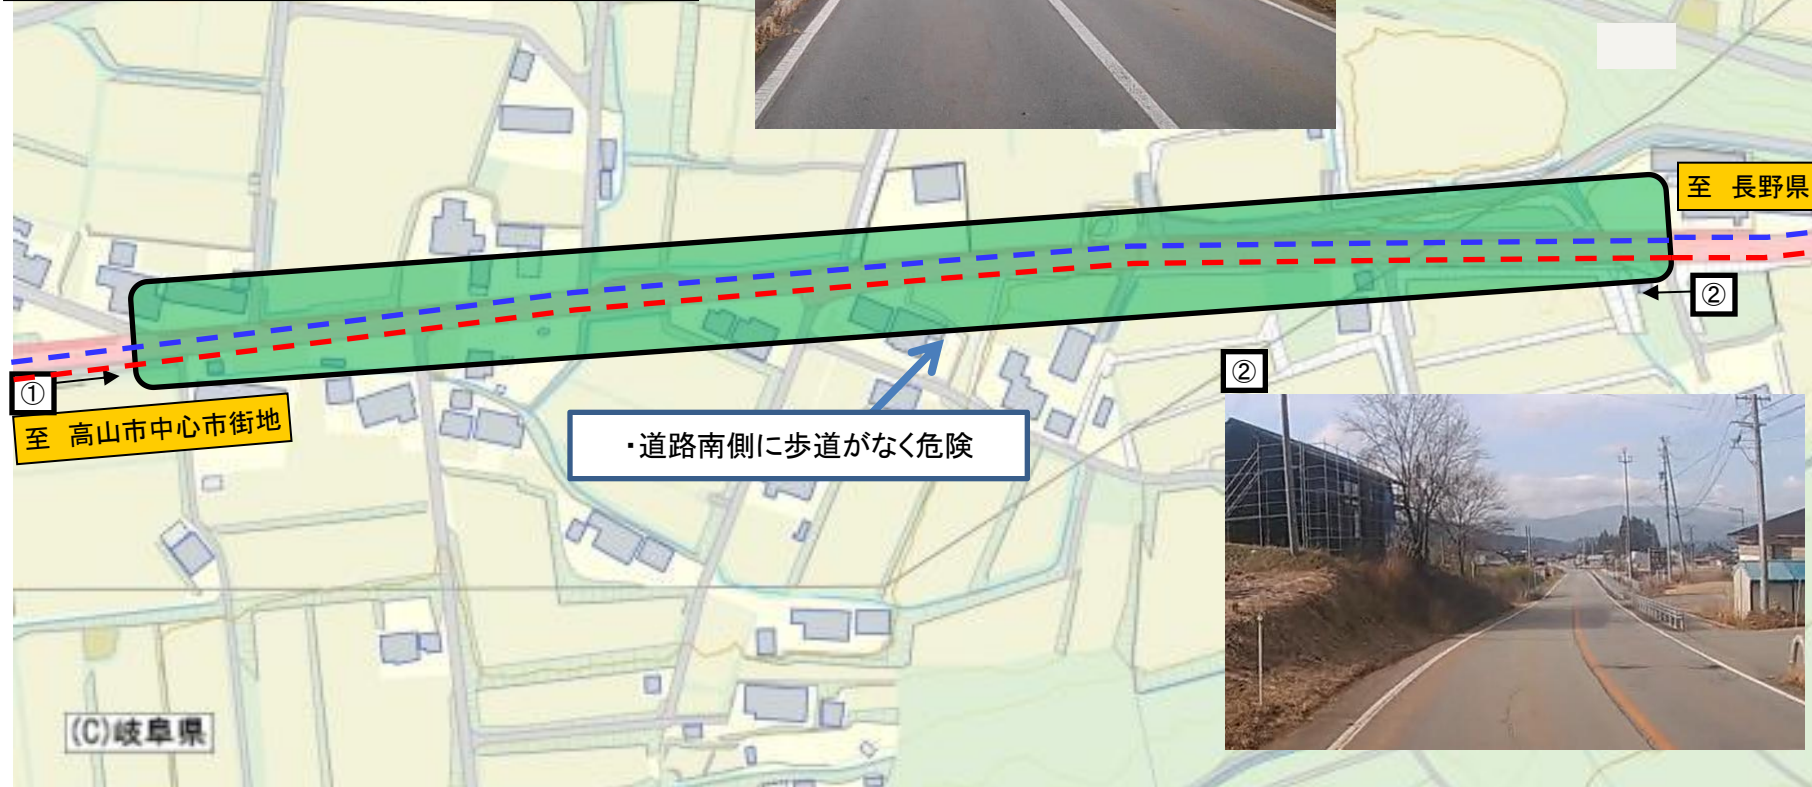 至 長野県
②
①
至 高山市中心市街地
②
・道路南側に歩道がなく危険
(C)岐阜県